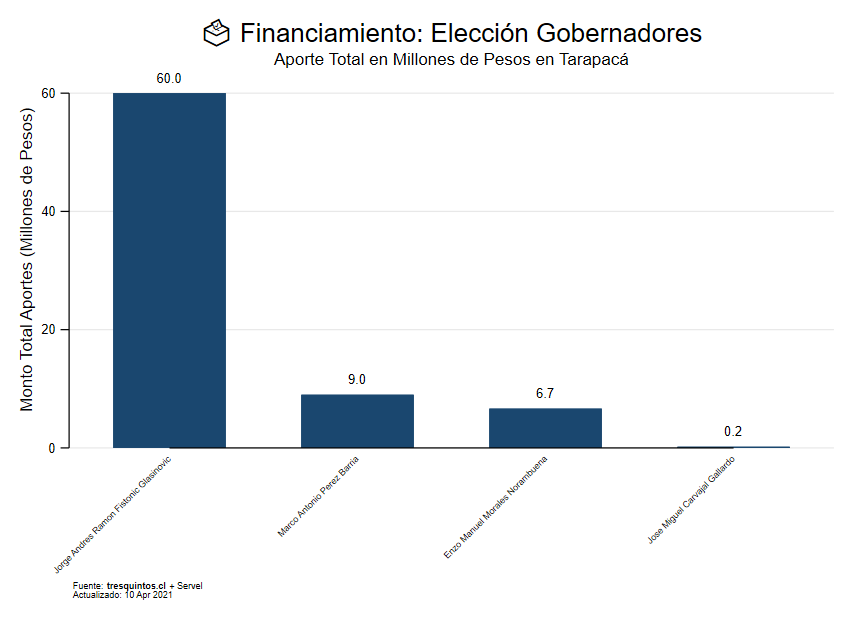 Financiamiento: Elección Gobernadores
Aporte Total en Millones de Pesos en Tarapacá
Monto Total Aportes (Millones de Pesos)
60
40
20
0
60.0
9.0
6.7
0.2
Jorge Andres Ramon Fistonic Glasinovic
Marco Antonio Perez Barria
Enzo Manuel Morales Norambuena
Jose Miguel Carvajal Gallardo
Fuente: tresquintos.cl + Servel
Actualizado: 10 Apr 2021